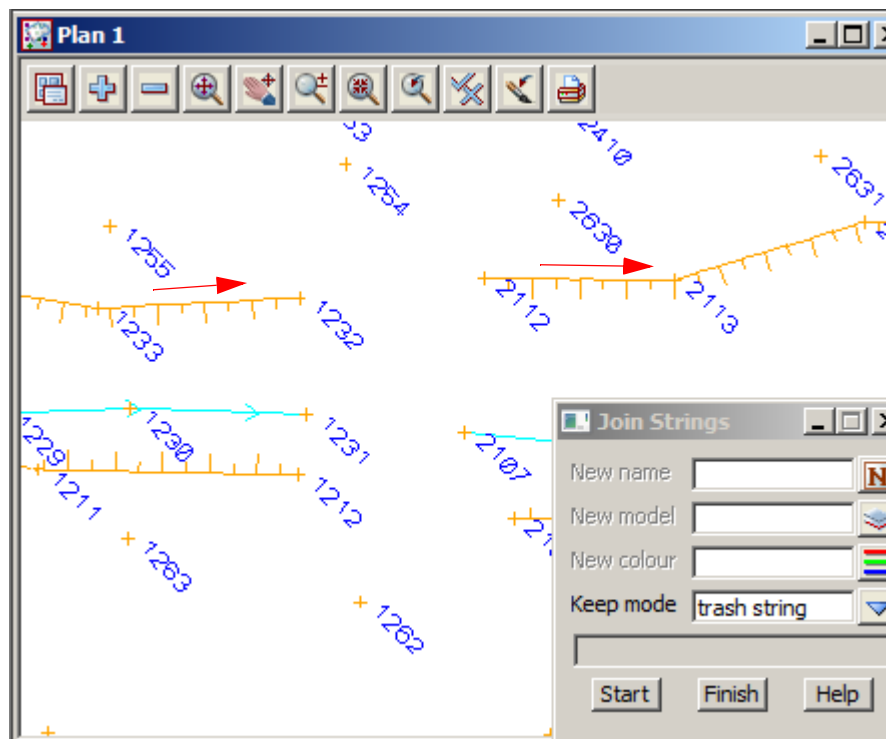 Plan 1
2410
1254
2631
1255
2630
1233
1232
2112
2113
1229
1230
1231
2107
1211
1212
1263
1262
Join Strings
New name
N
New model
New colour
Keep mode
trash string
Start
Finish
Help